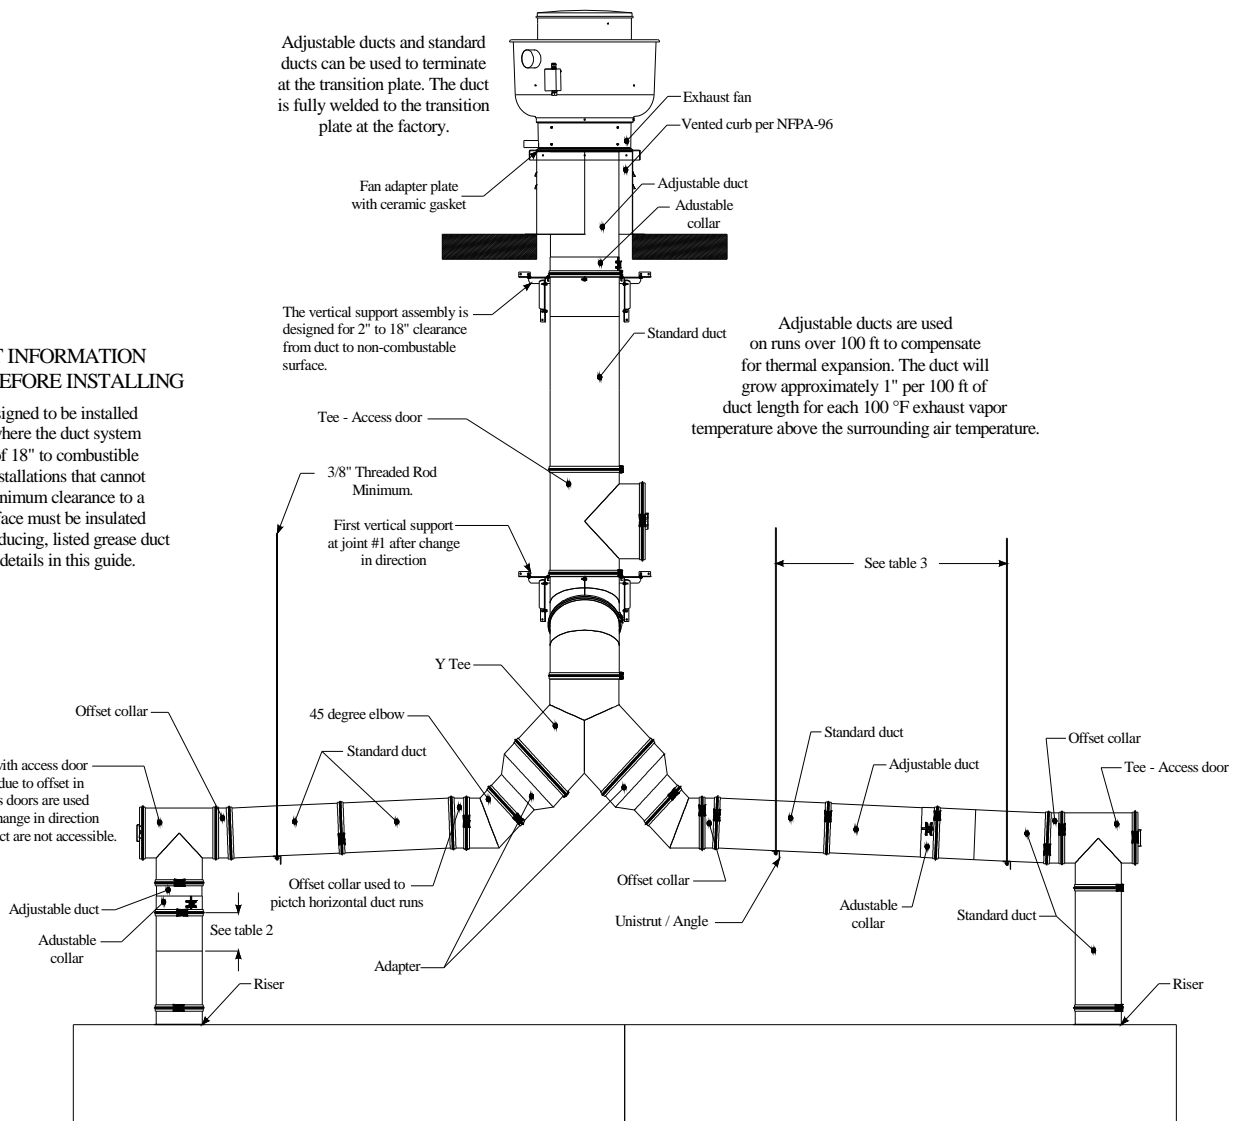 Adjustable ducts and standard
ducts can be used to terminate
at the transition plate. The duct
is fully welded to the transition
plate at the factory.
Exhaust fan
Vented curb per NFPA-96
Fan adapter plate
with ceramic gasket
Adjustable duct
Adustable
collar
The vertical support assembly is
designed for 2" to 18" clearance
from duct to non-combustable
surface.
Standard duct
Adjustable ducts are used
on runs over 100 ft to compensate
for thermal expansion. The duct will
grow approximately 1" per 100 ft of
duct length for each 100 °F exhaust vapor
temperature above the surrounding air temperature.
T INFORMATION
EFORE INSTALLING
signed to be installed
where the duct system
of 18" to combustible
stallations that cannot
nimum clearance to a
face must be insulated
ducing, listed grease duct
details in this guide.
Tee - Access door
3/8" Threaded Rod
Minimum.
First vertical support
at joint #1 after change
in direction
See table 3
Y Tee
Offset collar
45 degree elbow
Standard duct
Standard duct
Adjustable duct
Offset collar
Tee - Access door
with access door
due to offset in
s doors are used
hange in direction
ct are not accessible.
Offset collar used to
pictch horizontal duct runs
Offset collar
Adjustable duct
Adustable
collar
See table 2
Unistrut / Angle
Adustable
collar
Standard duct
Adapter
Riser
Riser